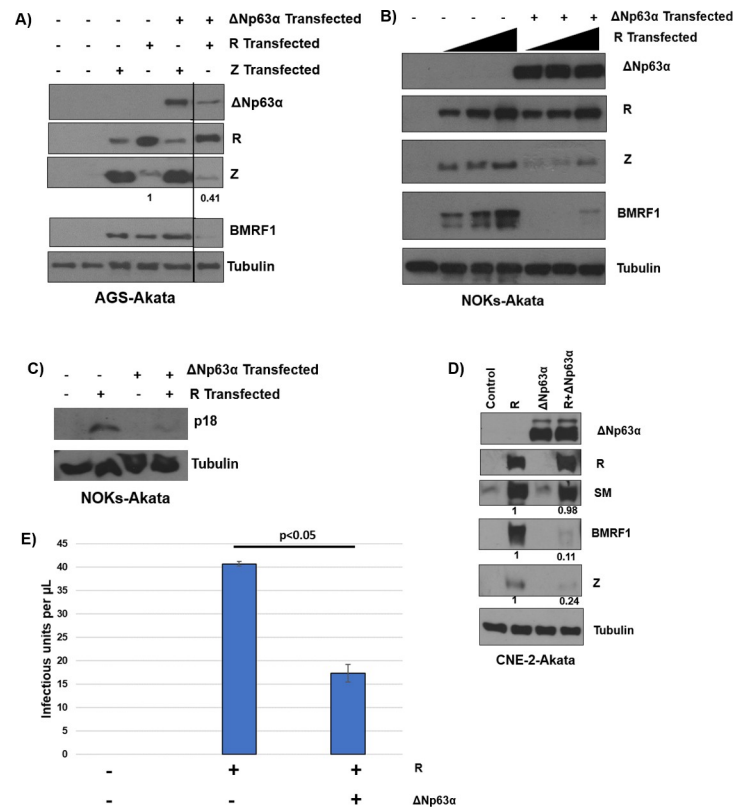 A)
- - - - + + ΔNp63α Transfected
- - - + - + R Transfected
- - + - + - Z Transfected
ΔNp63α
R
Z
1 0.41
BMRF1
Tubulin
AGS-Akata
B)
- - - - + + + ΔNp63α Transfected
- - R Transfected
ΔNp63α
R
Z
BMRF1
Tubulin
NOKs-Akata
C)
- - + + ΔNp63α Transfected
- + - + R Transfected
p18
Tubulin
NOKs-Akata
D)
Control
R
ΔNp63α
R+ΔNp63α
ΔNp63α
R
SM
1 0.98
BMRF1
1 0.11
Z
1 0.24
Tubulin
CNE-2-Akata
E)
p<0.05
Infectious units per µL
45
40
35
30
25
20
15
10
5
0
- + + R
- - + ΔNp63α